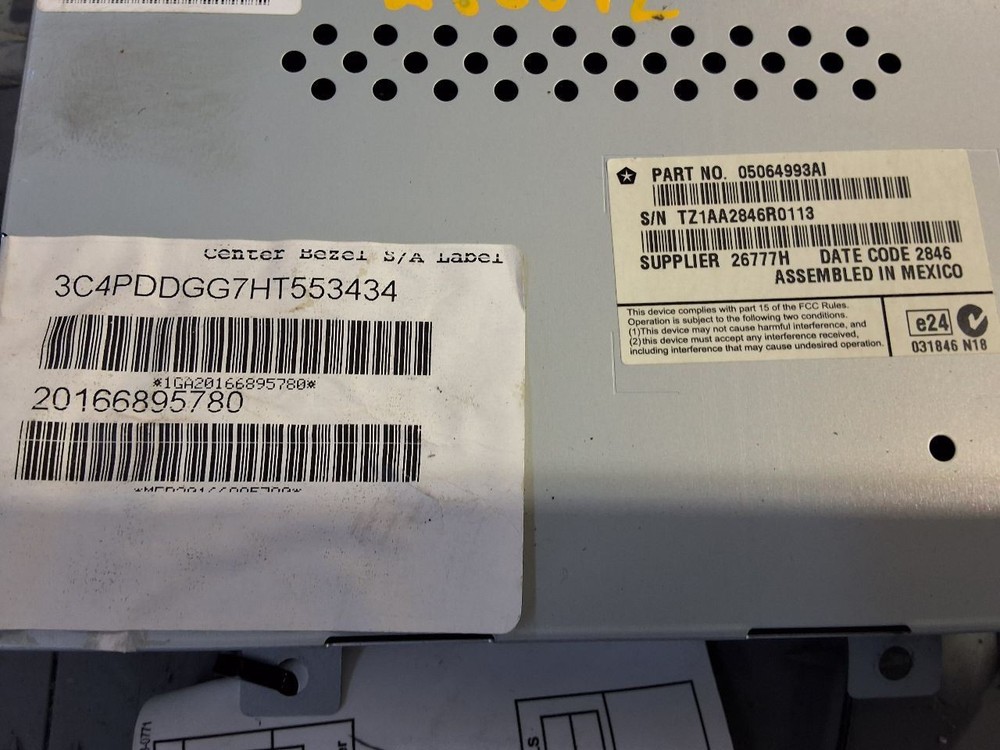 Center Bezel S/A Label
3C4PDDGG7HT553434
*1GA20166895780*
20166895780
PART NO. 05064993AI
S/N TZ1AA2846R0113
SUPPLIER 26777H DATE CODE 2846
ASSEMBLED IN MEXICO
This device complies with part 15 of the FCC Rules.
Operation is subject to the following two conditions.
(1)This device may not cause harmful interference, and
(2)this device must accept any interference received,
including interference that may cause undesired operation.
e24
031846 N18